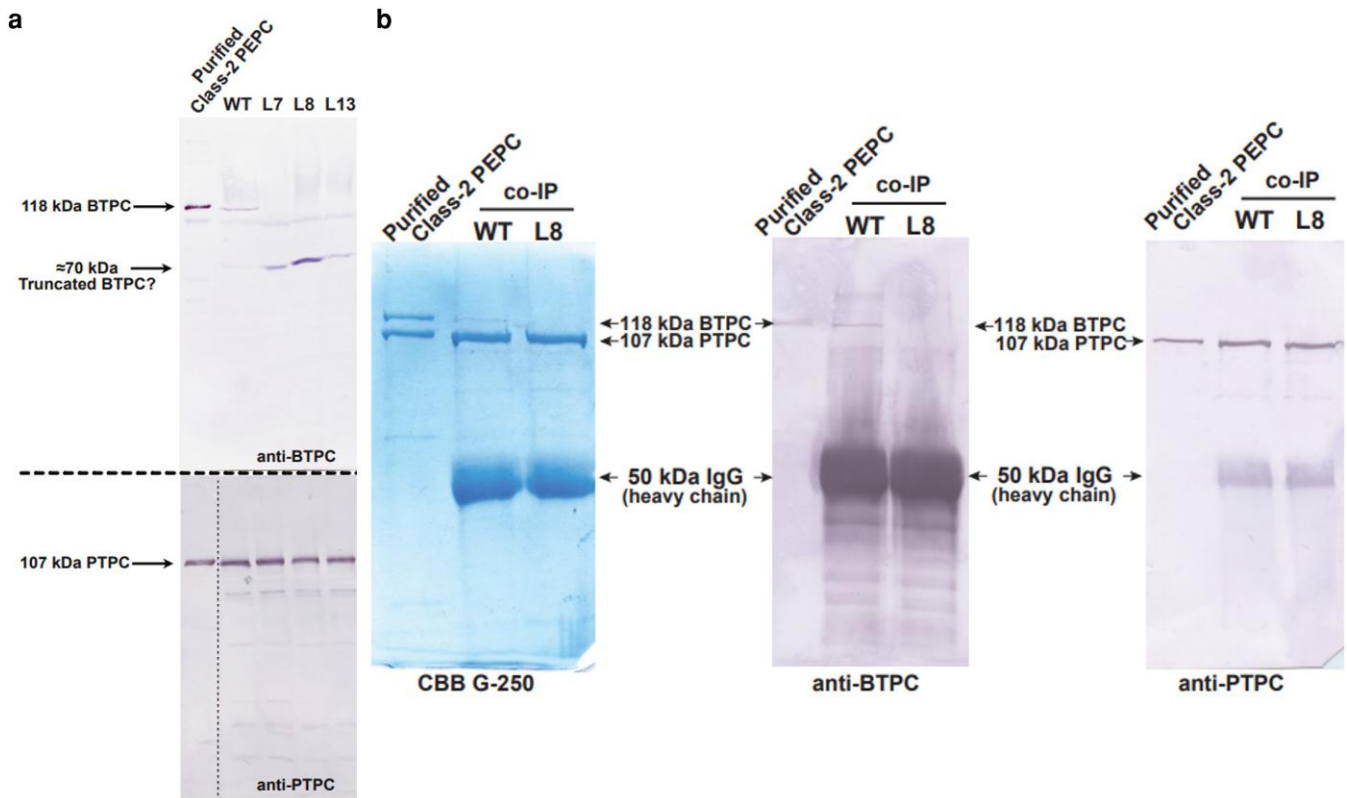 a
Purified
Class-2 PEPC
WT L7 L8 L13
118 kDa BTPC
≈70 kDa
Truncated BTPC?
anti-BTPC
107 kDa PTPC
anti-PTPC
b
Purified
Class-2 PEPC
co-IP
WT L8
118 kDa BTPC
107 kDa PTPC
50 kDa IgG
(heavy chain)
CBB G-250
Purified
Class-2 PEPC
co-IP
WT L8
118 kDa BTPC
107 kDa PTPC
50 kDa IgG
(heavy chain)
anti-BTPC
Purified
Class-2 PEPC
co-IP
WT L8
anti-PTPC